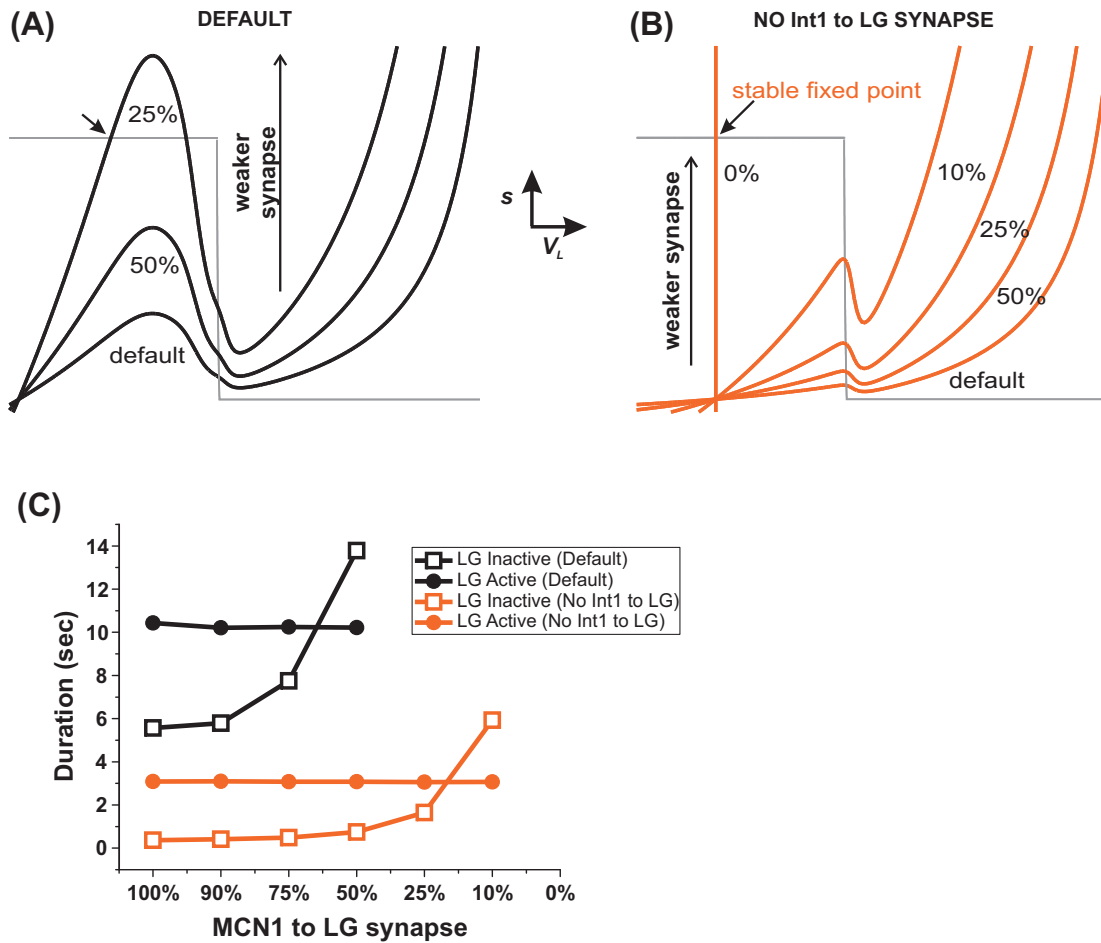 (A)
DEFAULT
25%
50%
default
weaker
synapse
s
V_L
(B)
NO Int1 to LG SYNAPSE
stable fixed point
0%
10%
25%
50%
default
weaker synapse
(C)
Duration (sec)
14
12
10
8
6
4
2
0
LG Inactive (Default)
LG Active (Default)
LG Inactive (No Int1 to LG)
LG Active (No Int1 to LG)
100% 90% 75% 50% 25% 10% 0%
MCN1 to LG synapse